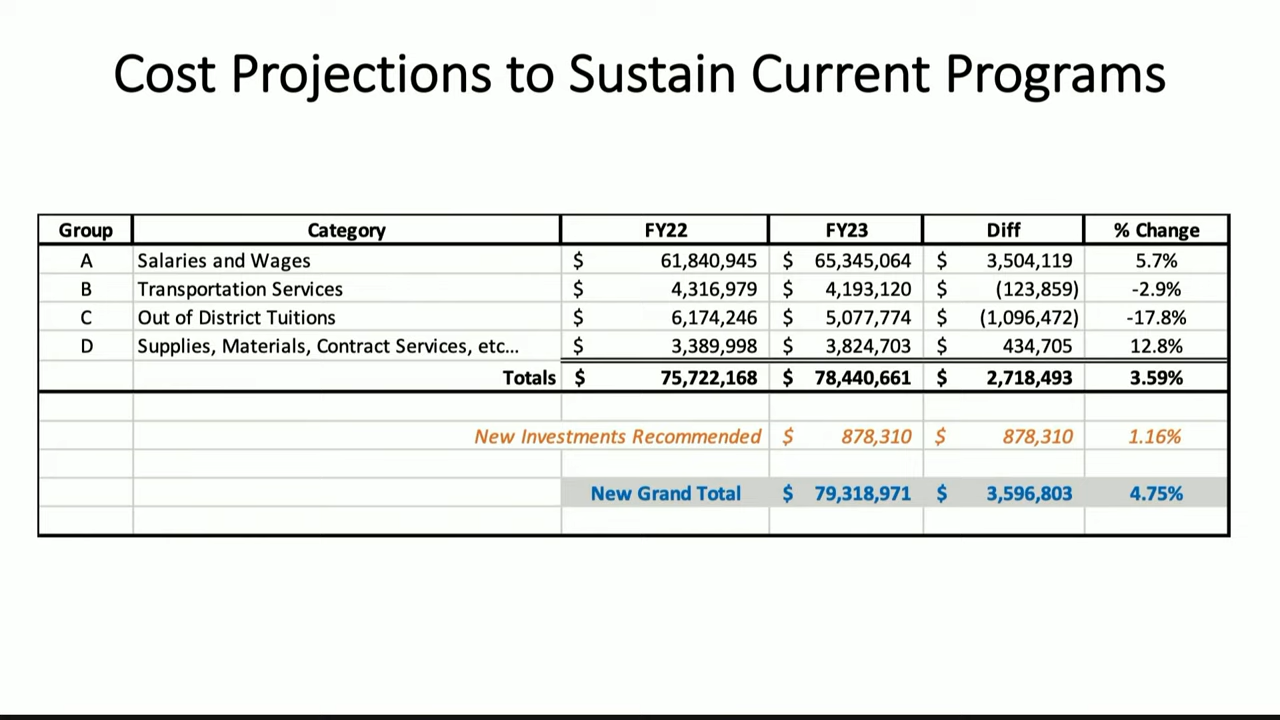 Cost Projections to Sustain Current Programs
Group Category FY22 FY23 Diff % Change
A Salaries and Wages $ 61,840,945 $ 65,345,064 $ 3,504,119 5.7%
B Transportation Services $ 4,316,979 $ 4,193,120 $ (123,859) -2.9%
C Out of District Tuitions $ 6,174,246 $ 5,077,774 $ (1,096,472) -17.8%
D Supplies, Materials, Contract Services, etc... $ 3,389,998 $ 3,824,703 $ 434,705 12.8%
Totals $ 75,722,168 $ 78,440,661 $ 2,718,493 3.59%
New Investments Recommended $ 878,310 $ 878,310 1.16%
New Grand Total $ 79,318,971 $ 3,596,803 4.75%